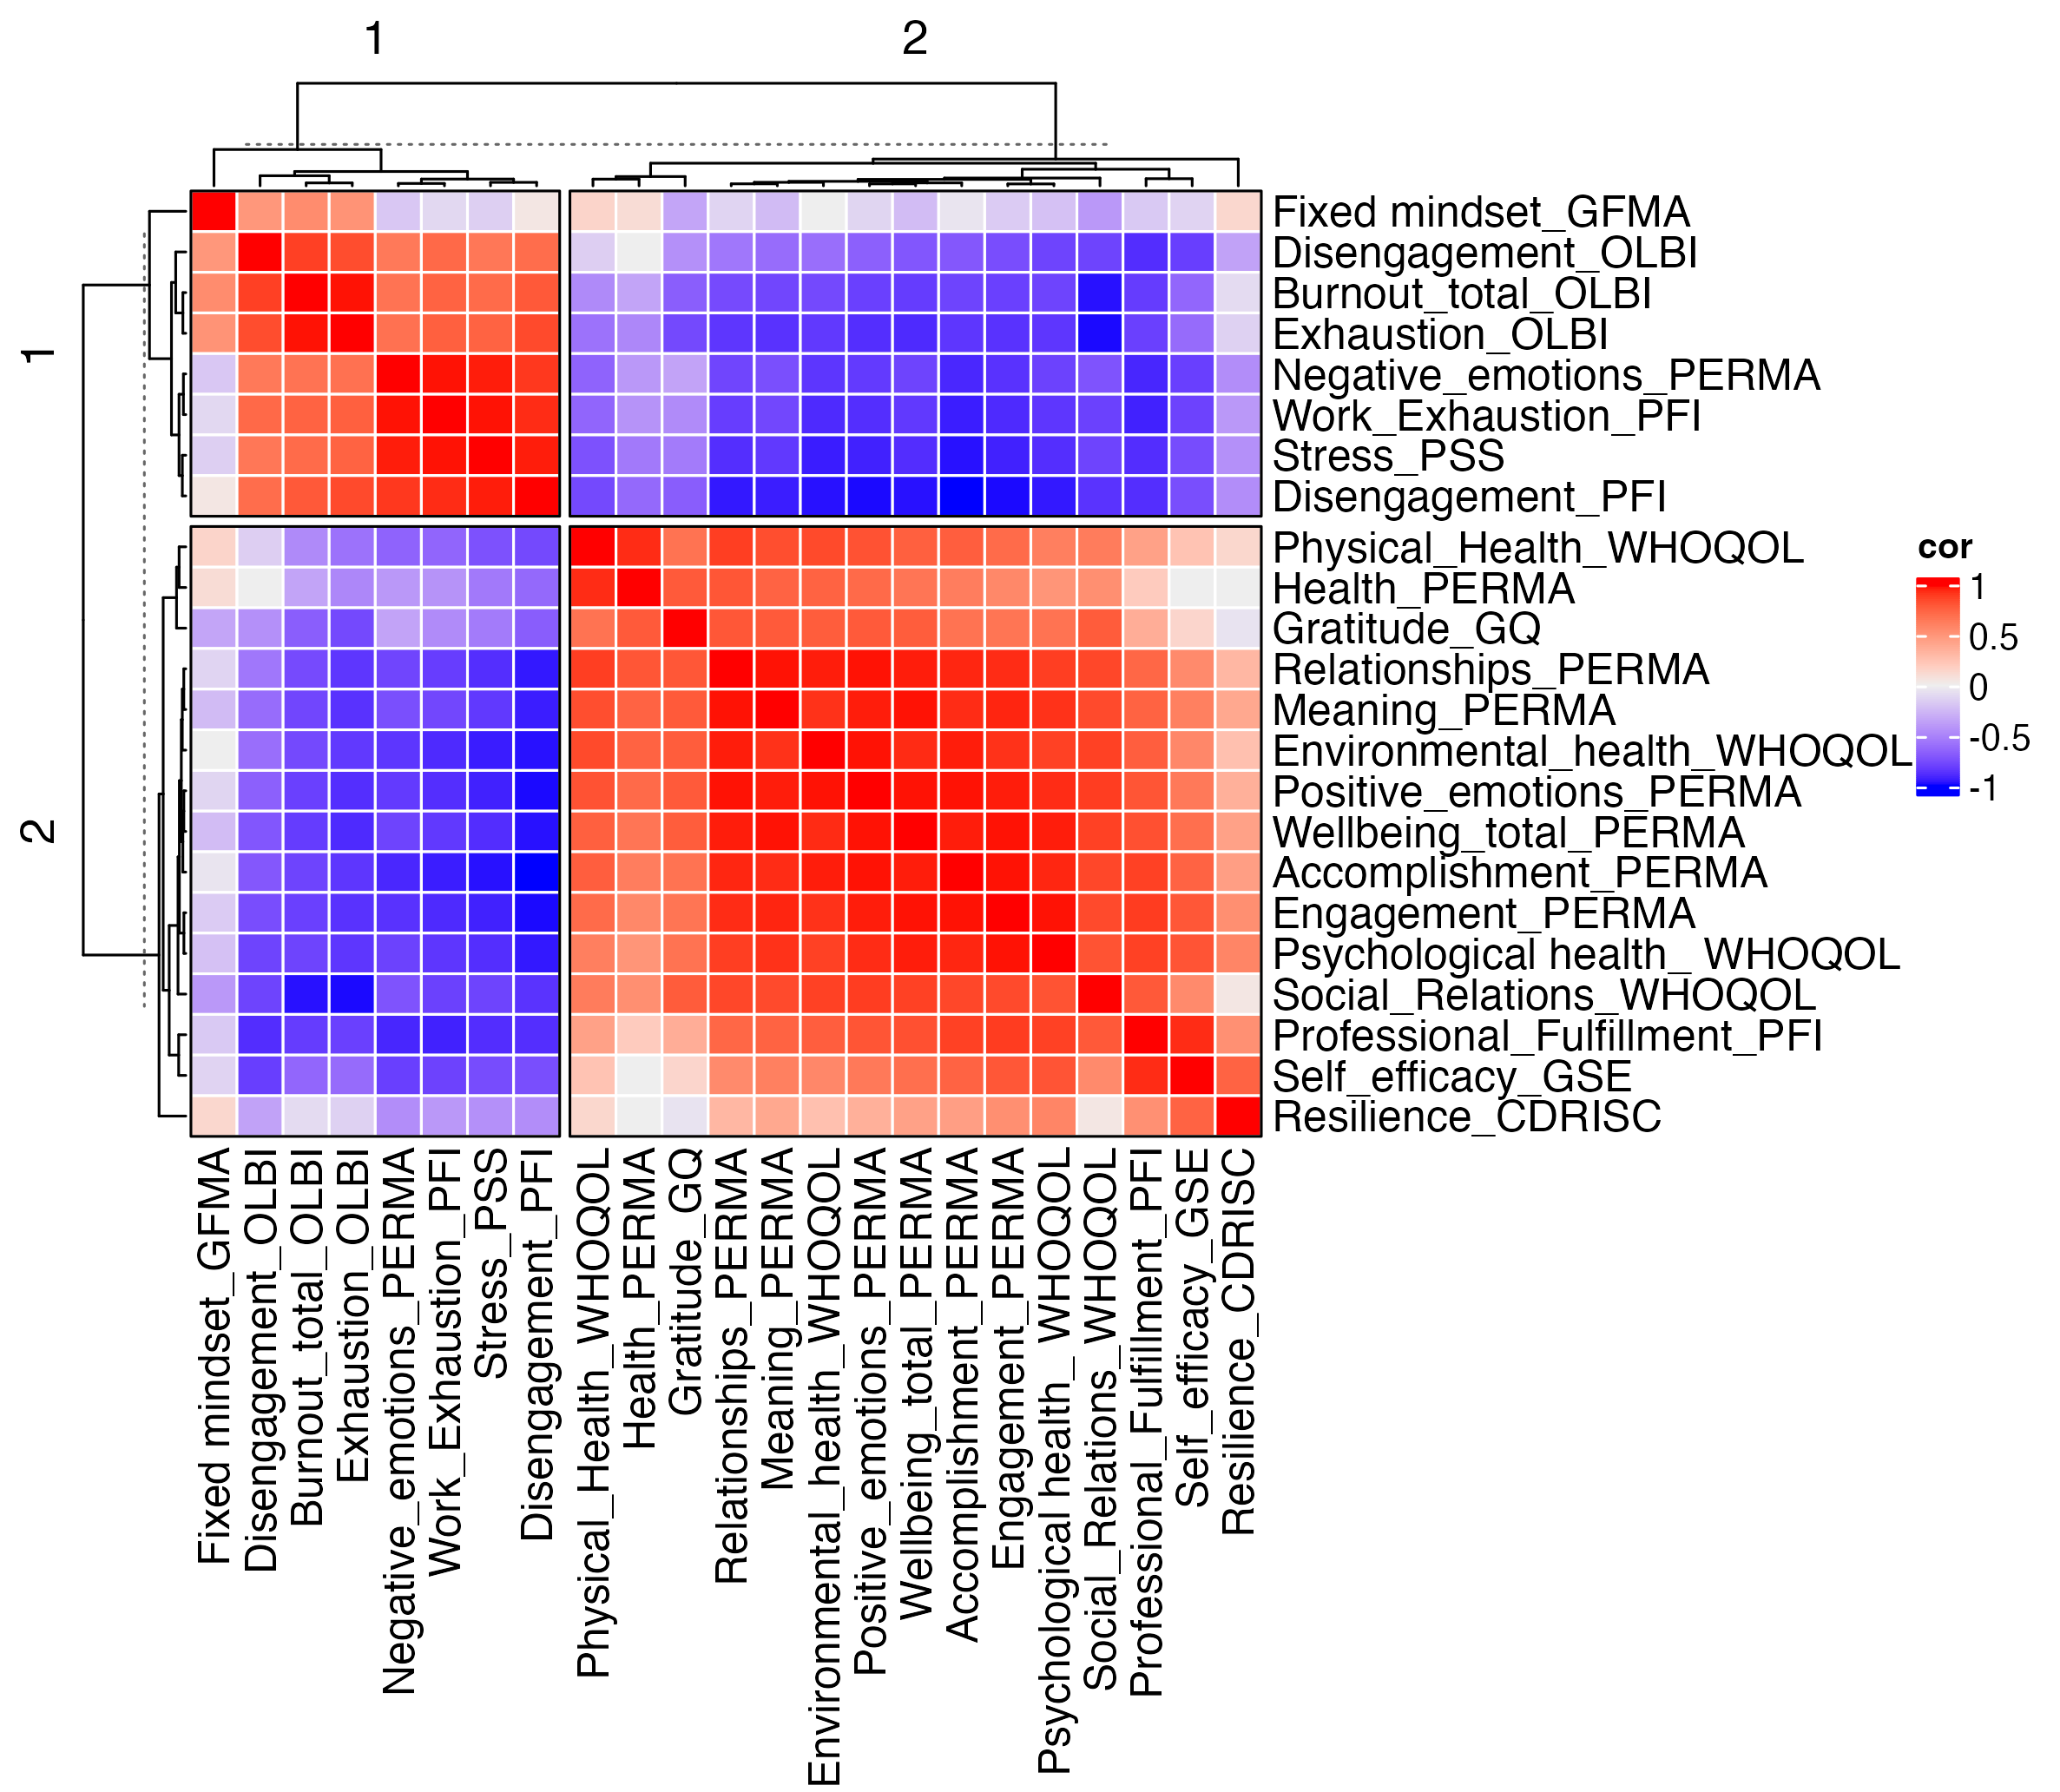 1
2
1
2
Fixed mindset_GFMA
Disengagement_OLBI
Burnout_total_OLBI
Exhaustion_OLBI
Negative_emotions_PERMA
Work_Exhaustion_PFI
Stress_PSS
Disengagement_PFI
Physical_Health_WHOQOL
Health_PERMA
Gratitude_GQ
Relationships_PERMA
Meaning_PERMA
Environmental_health_WHOQOL
Positive_emotions_PERMA
Wellbeing_total_PERMA
Accomplishment_PERMA
Engagement_PERMA
Psychological health_ WHOQOL
Social_Relations_WHOQOL
Professional_Fulfillment_PFI
Self_efficacy_GSE
Resilience_CDRISC
cor
1
0.5
0
-0.5
-1
Fixed mindset_GFMA
Disengagement_OLBI
Burnout_total_OLBI
Exhaustion_OLBI
Negative_emotions_PERMA
Work_Exhaustion_PFI
Stress_PSS
Disengagement_PFI
Physical_Health_WHOQOL
Health_PERMA
Gratitude_GQ
Relationships_PERMA
Meaning_PERMA
Environmental_health_WHOQOL
Positive_emotions_PERMA
Wellbeing_total_PERMA
Accomplishment_PERMA
Engagement_PERMA
Psychological health_ WHOQOL
Social_Relations_WHOQOL
Professional_Fulfillment_PFI
Self_efficacy_GSE
Resilience_CDRISC